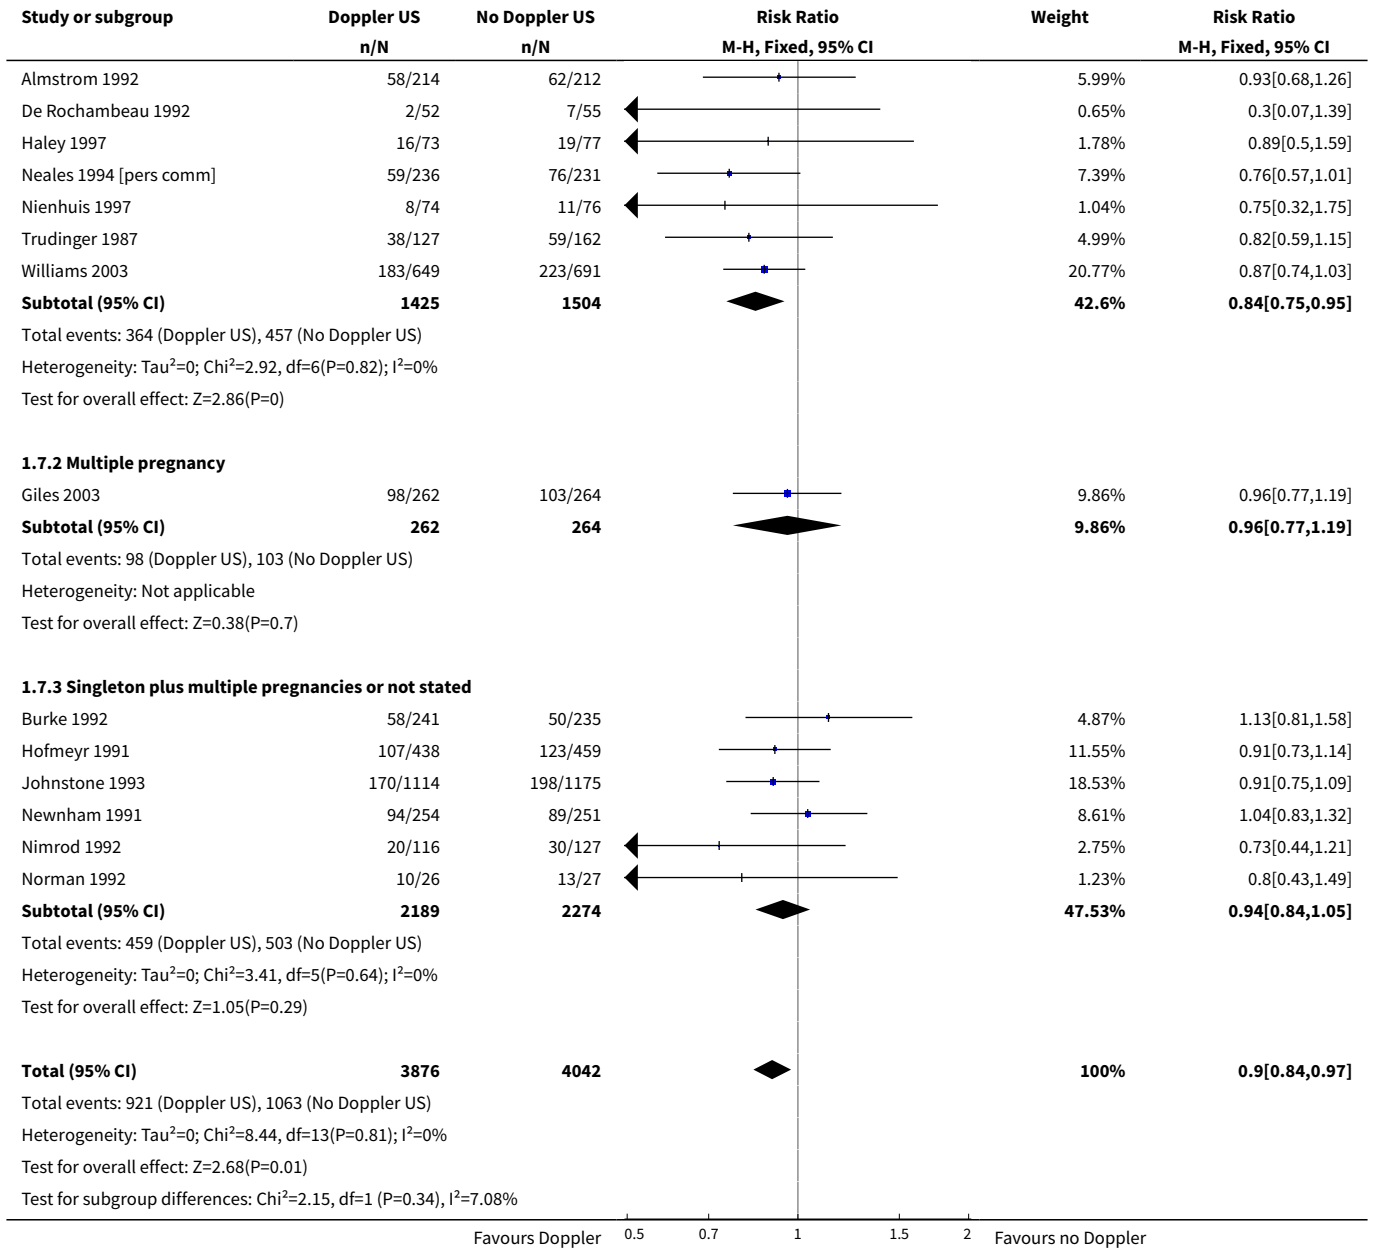 Study or subgroup Doppler US No Doppler US Risk Ratio Weight Risk Ratio
n/N n/N M-H, Fixed, 95% CI M-H, Fixed, 95% CI
Almstrom 1992 58/214 62/212 5.99% 0.93[0.68,1.26]
De Rochambeau 1992 2/52 7/55 0.65% 0.3[0.07,1.39]
Haley 1997 16/73 19/77 1.78% 0.89[0.5,1.59]
Neales 1994 [pers comm] 59/236 76/231 7.39% 0.76[0.57,1.01]
Nienhuis 1997 8/74 11/76 1.04% 0.75[0.32,1.75]
Trudinger 1987 38/127 59/162 4.99% 0.82[0.59,1.15]
Williams 2003 183/649 223/691 20.77% 0.87[0.74,1.03]
Subtotal (95% CI) 1425 1504 42.6% 0.84[0.75,0.95]
Total events: 364 (Doppler US), 457 (No Doppler US)
Heterogeneity: Tau²=0; Chi²=2.92, df=6(P=0.82); I²=0%
Test for overall effect: Z=2.86(P=0)
1.7.2 Multiple pregnancy
Giles 2003 98/262 103/264 9.86% 0.96[0.77,1.19]
Subtotal (95% CI) 262 264 9.86% 0.96[0.77,1.19]
Total events: 98 (Doppler US), 103 (No Doppler US)
Heterogeneity: Not applicable
Test for overall effect: Z=0.38(P=0.7)
1.7.3 Singleton plus multiple pregnancies or not stated
Burke 1992 58/241 50/235 4.87% 1.13[0.81,1.58]
Hofmeyr 1991 107/438 123/459 11.55% 0.91[0.73,1.14]
Johnstone 1993 170/1114 198/1175 18.53% 0.91[0.75,1.09]
Newnham 1991 94/254 89/251 8.61% 1.04[0.83,1.32]
Nimrod 1992 20/116 30/127 2.75% 0.73[0.44,1.21]
Norman 1992 10/26 13/27 1.23% 0.8[0.43,1.49]
Subtotal (95% CI) 2189 2274 47.53% 0.94[0.84,1.05]
Total events: 459 (Doppler US), 503 (No Doppler US)
Heterogeneity: Tau²=0; Chi²=3.41, df=5(P=0.64); I²=0%
Test for overall effect: Z=1.05(P=0.29)
Total (95% CI) 3876 4042 100% 0.9[0.84,0.97]
Total events: 921 (Doppler US), 1063 (No Doppler US)
Heterogeneity: Tau²=0; Chi²=8.44, df=13(P=0.81); I²=0%
Test for overall effect: Z=2.68(P=0.01)
Test for subgroup differences: Chi²=2.15, df=1 (P=0.34), I²=7.08%
Favours Doppler 0.5 0.7 1 1.5 2 Favours no Doppler